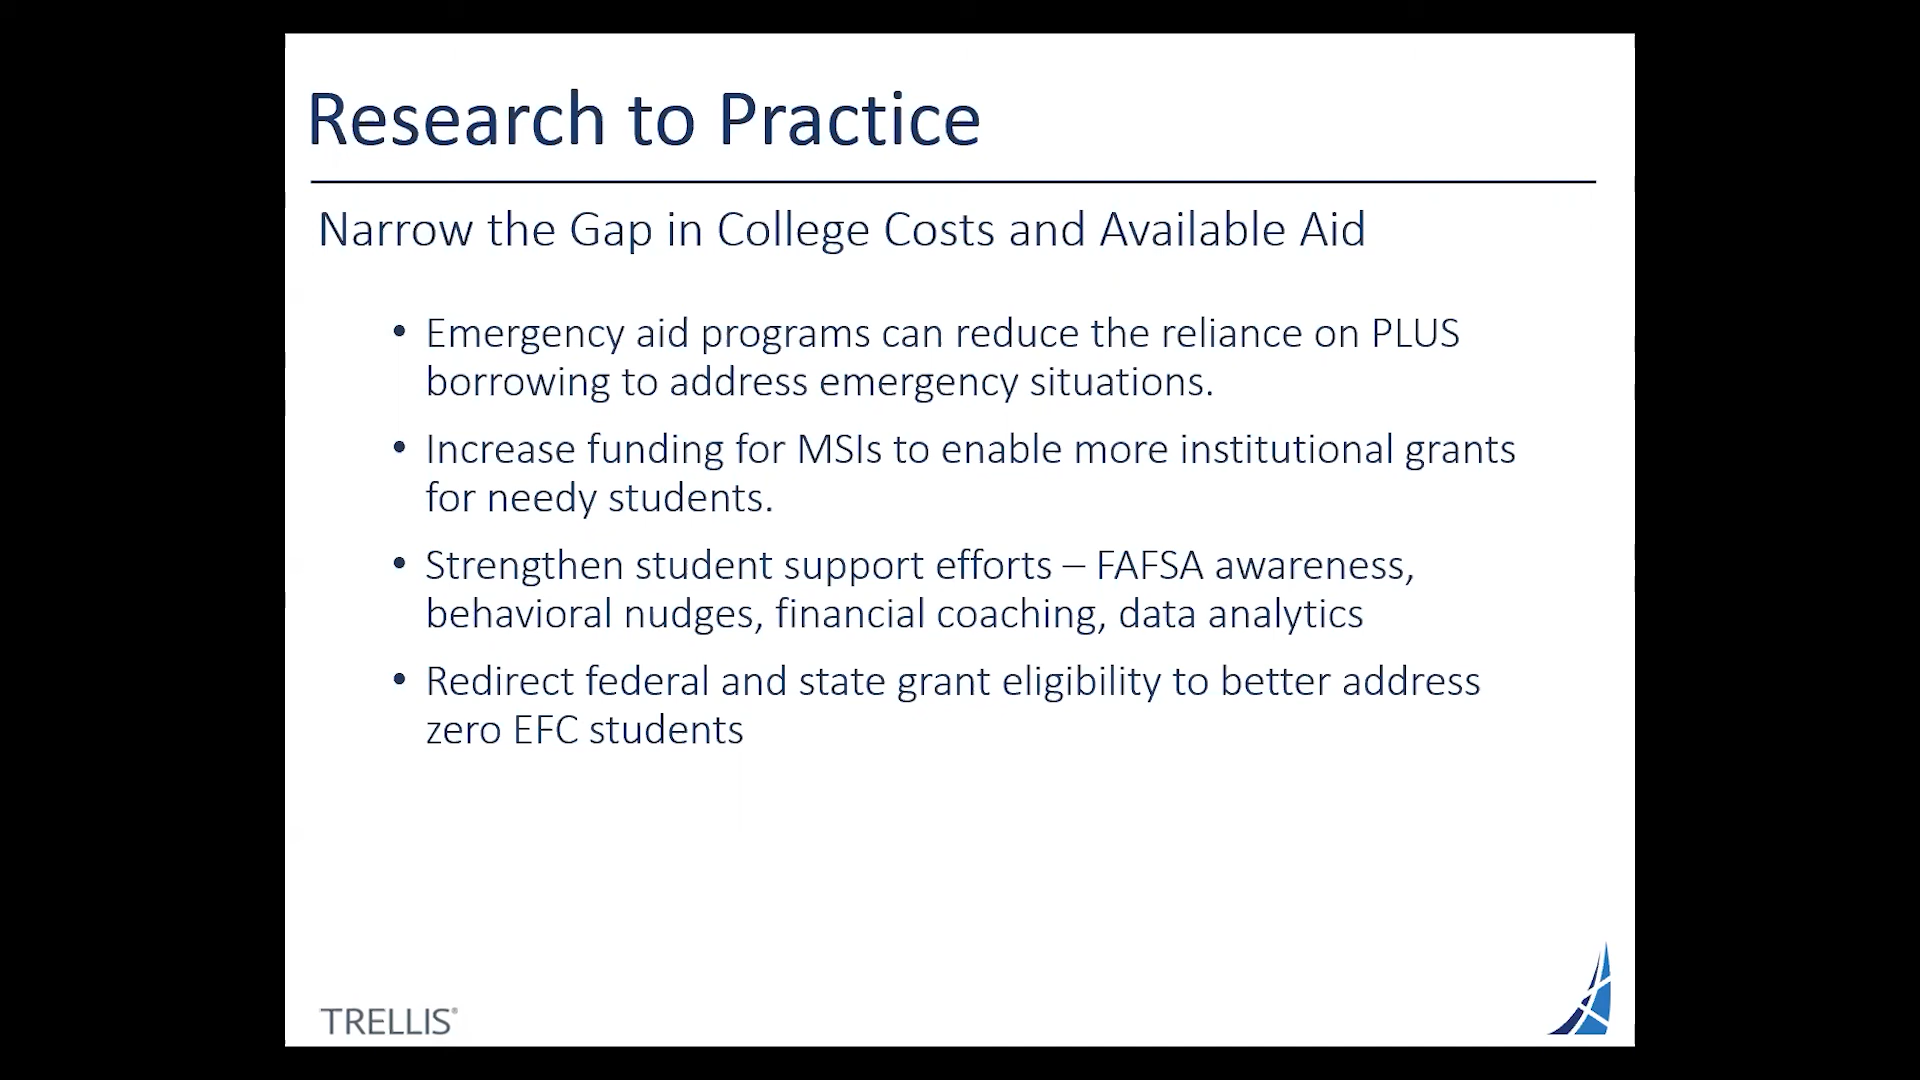 Research to Practice
Narrow the Gap in College Costs and Available Aid
• Emergency aid programs can reduce the reliance on PLUS
borrowing to address emergency situations.
• Increase funding for MSIs to enable more institutional grants
for needy students.
• Strengthen student support efforts – FAFSA awareness,
behavioral nudges, financial coaching, data analytics
• Redirect federal and state grant eligibility to better address
zero EFC students
TRELLIS®